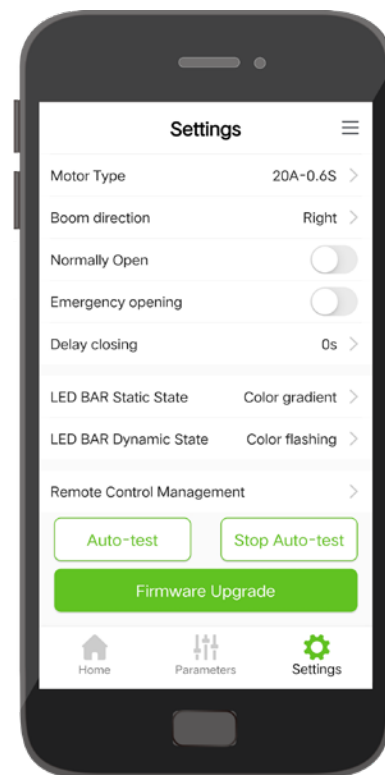 Settings
Motor Type 20A-0.6S
Boom direction Right
Normally Open
Emergency opening
Delay closing 0s
LED BAR Static State Color gradient
LED BAR Dynamic State Color flashing
Remote Control Management
Auto-test Stop Auto-test
Firmware Upgrade
Home Parameters Settings